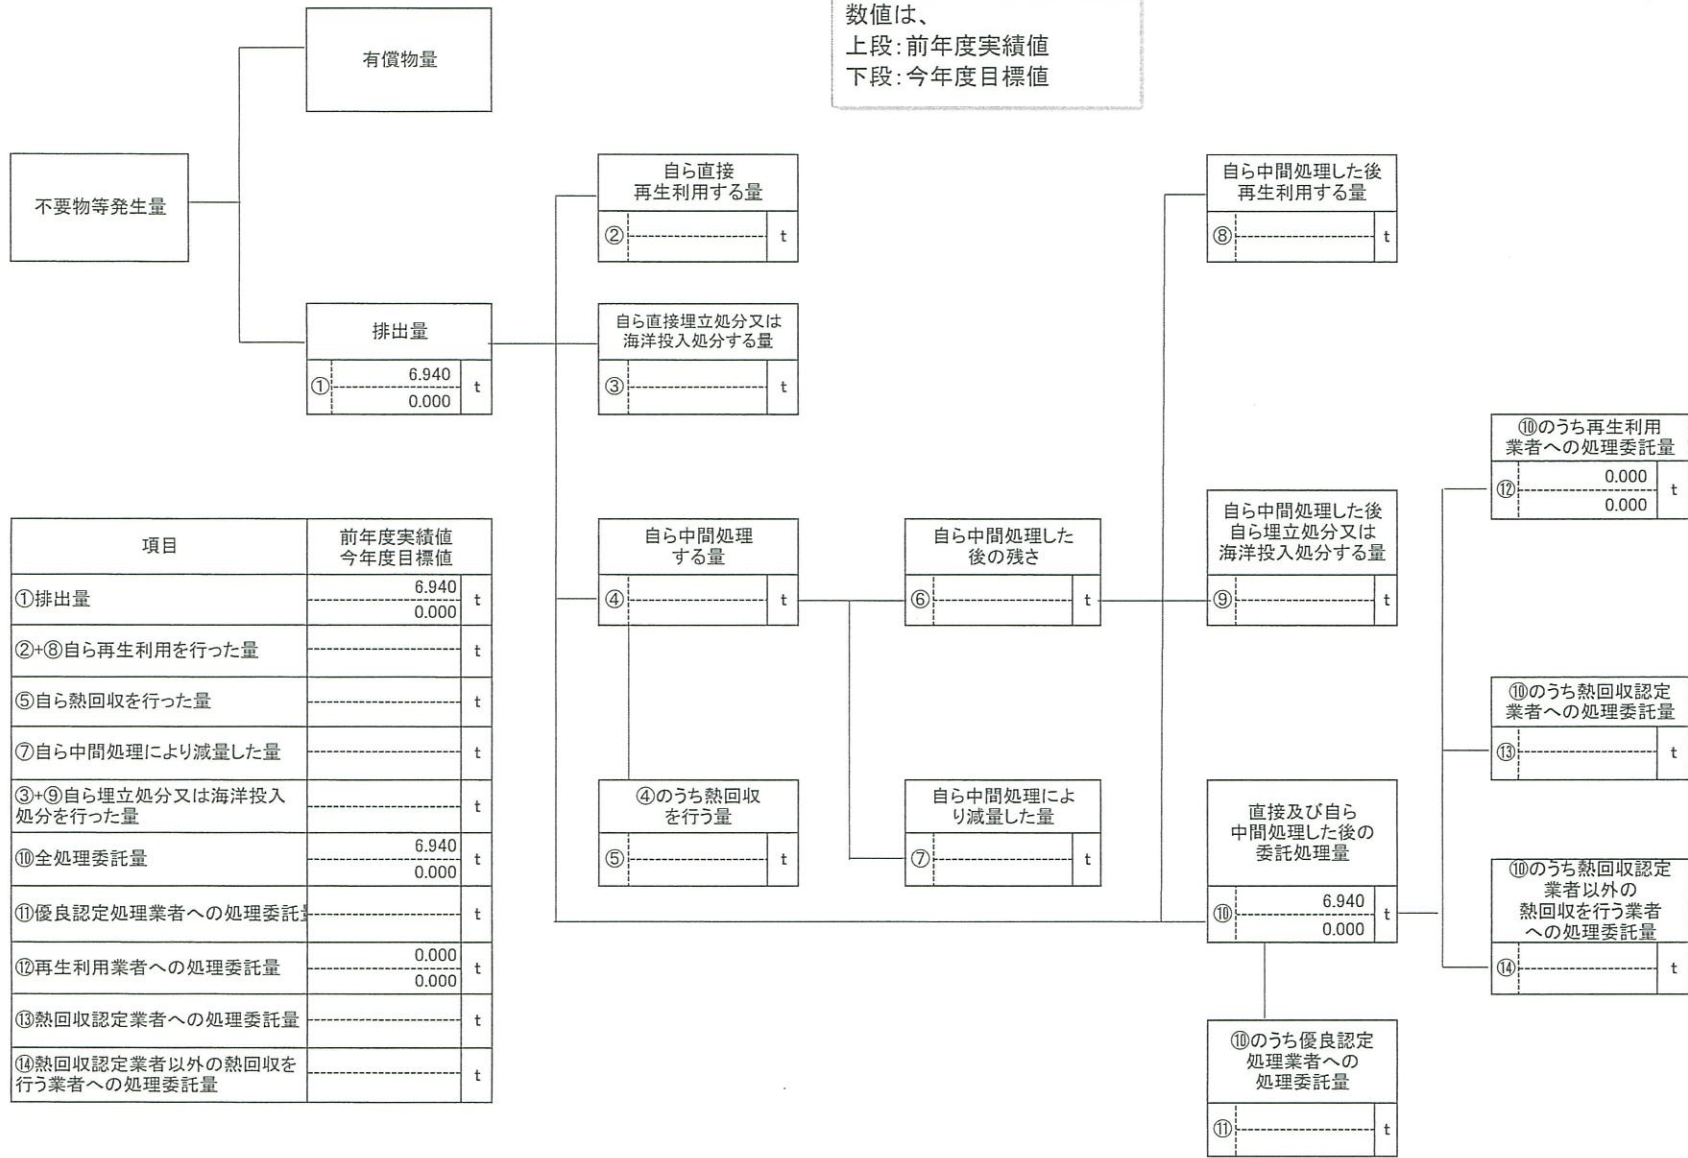 数値は、
上段：前年度実績値
下段：今年度目標値
有償物量
不要物等発生量
排出量
① 6.940 t
0.000
自ら直接
再生利用する量
② t
自ら直接埋立処分又は
海洋投入処分する量
③ t
自ら中間処理
する量
④ t
④のうち熱回収
を行う量
⑤ t
自ら中間処理した
後の残さ
⑥ t
自ら中間処理によ
り減量した量
⑦ t
自ら中間処理した後
再生利用する量
⑧ t
自ら中間処理した後
自ら埋立処分又は
海洋投入処分する量
⑨ t
直接及び自ら
中間処理した後の
委託処理量
⑩ 6.940 t
0.000
⑩のうち優良認定
処理業者への
処理委託量
⑪ t
⑩のうち再生利用
業者への処理委託量
⑫ 0.000 t
0.000
⑩のうち熱回収認定
業者への処理委託量
⑬ t
⑩のうち熱回収認定
業者以外の
熱回収を行う業者
への処理委託量
⑭ t
項目 前年度実績値
今年度目標値
①排出量 6.940 t
0.000
②+⑧自ら再生利用を行った量 t
⑤自ら熱回収を行った量 t
⑦自ら中間処理により減量した量 t
③+⑨自ら埋立処分又は海洋投入
処分を行った量 t
⑩全処理委託量 6.940 t
0.000
⑪優良認定処理業者への処理委託 t
⑫再生利用業者への処理委託量 0.000 t
0.000
⑬熱回収認定業者への処理委託量 t
⑭熱回収認定業者以外の熱回収を
行う業者への処理委託量 t